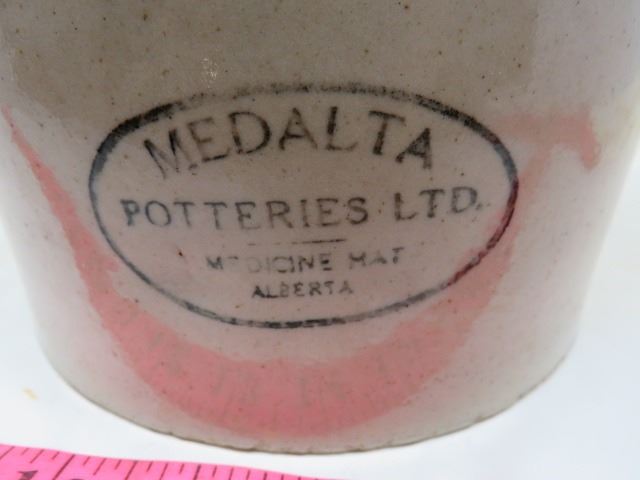 MEDALTA
POTTERIES LTD.
MEDICINE HAT
ALBERTA